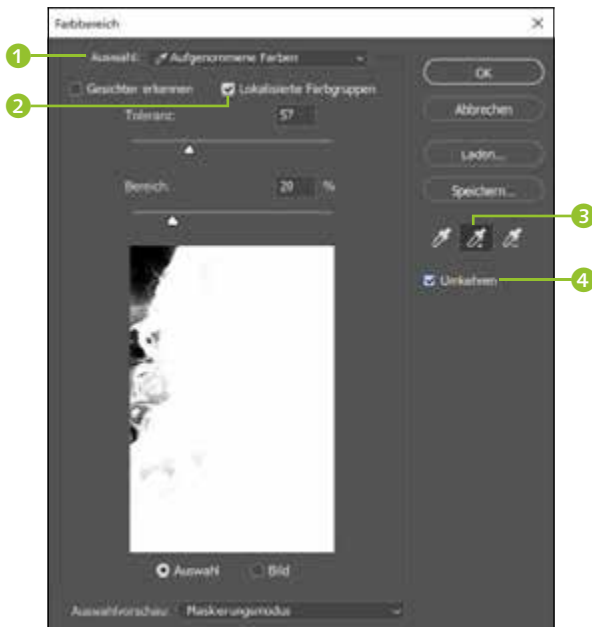 Farbbereich
1 Auswahl: Aufgenommene Farben
Gesichter erkennen Lokalisierte Farbgruppen
2
Toleranz: 57
Bereich: 20 %
Auswahl Bild
Auswahlvorschau: Maskierungsmodus
OK
Abbrechen
Laden...
Speichern...
3
Umkehren 4